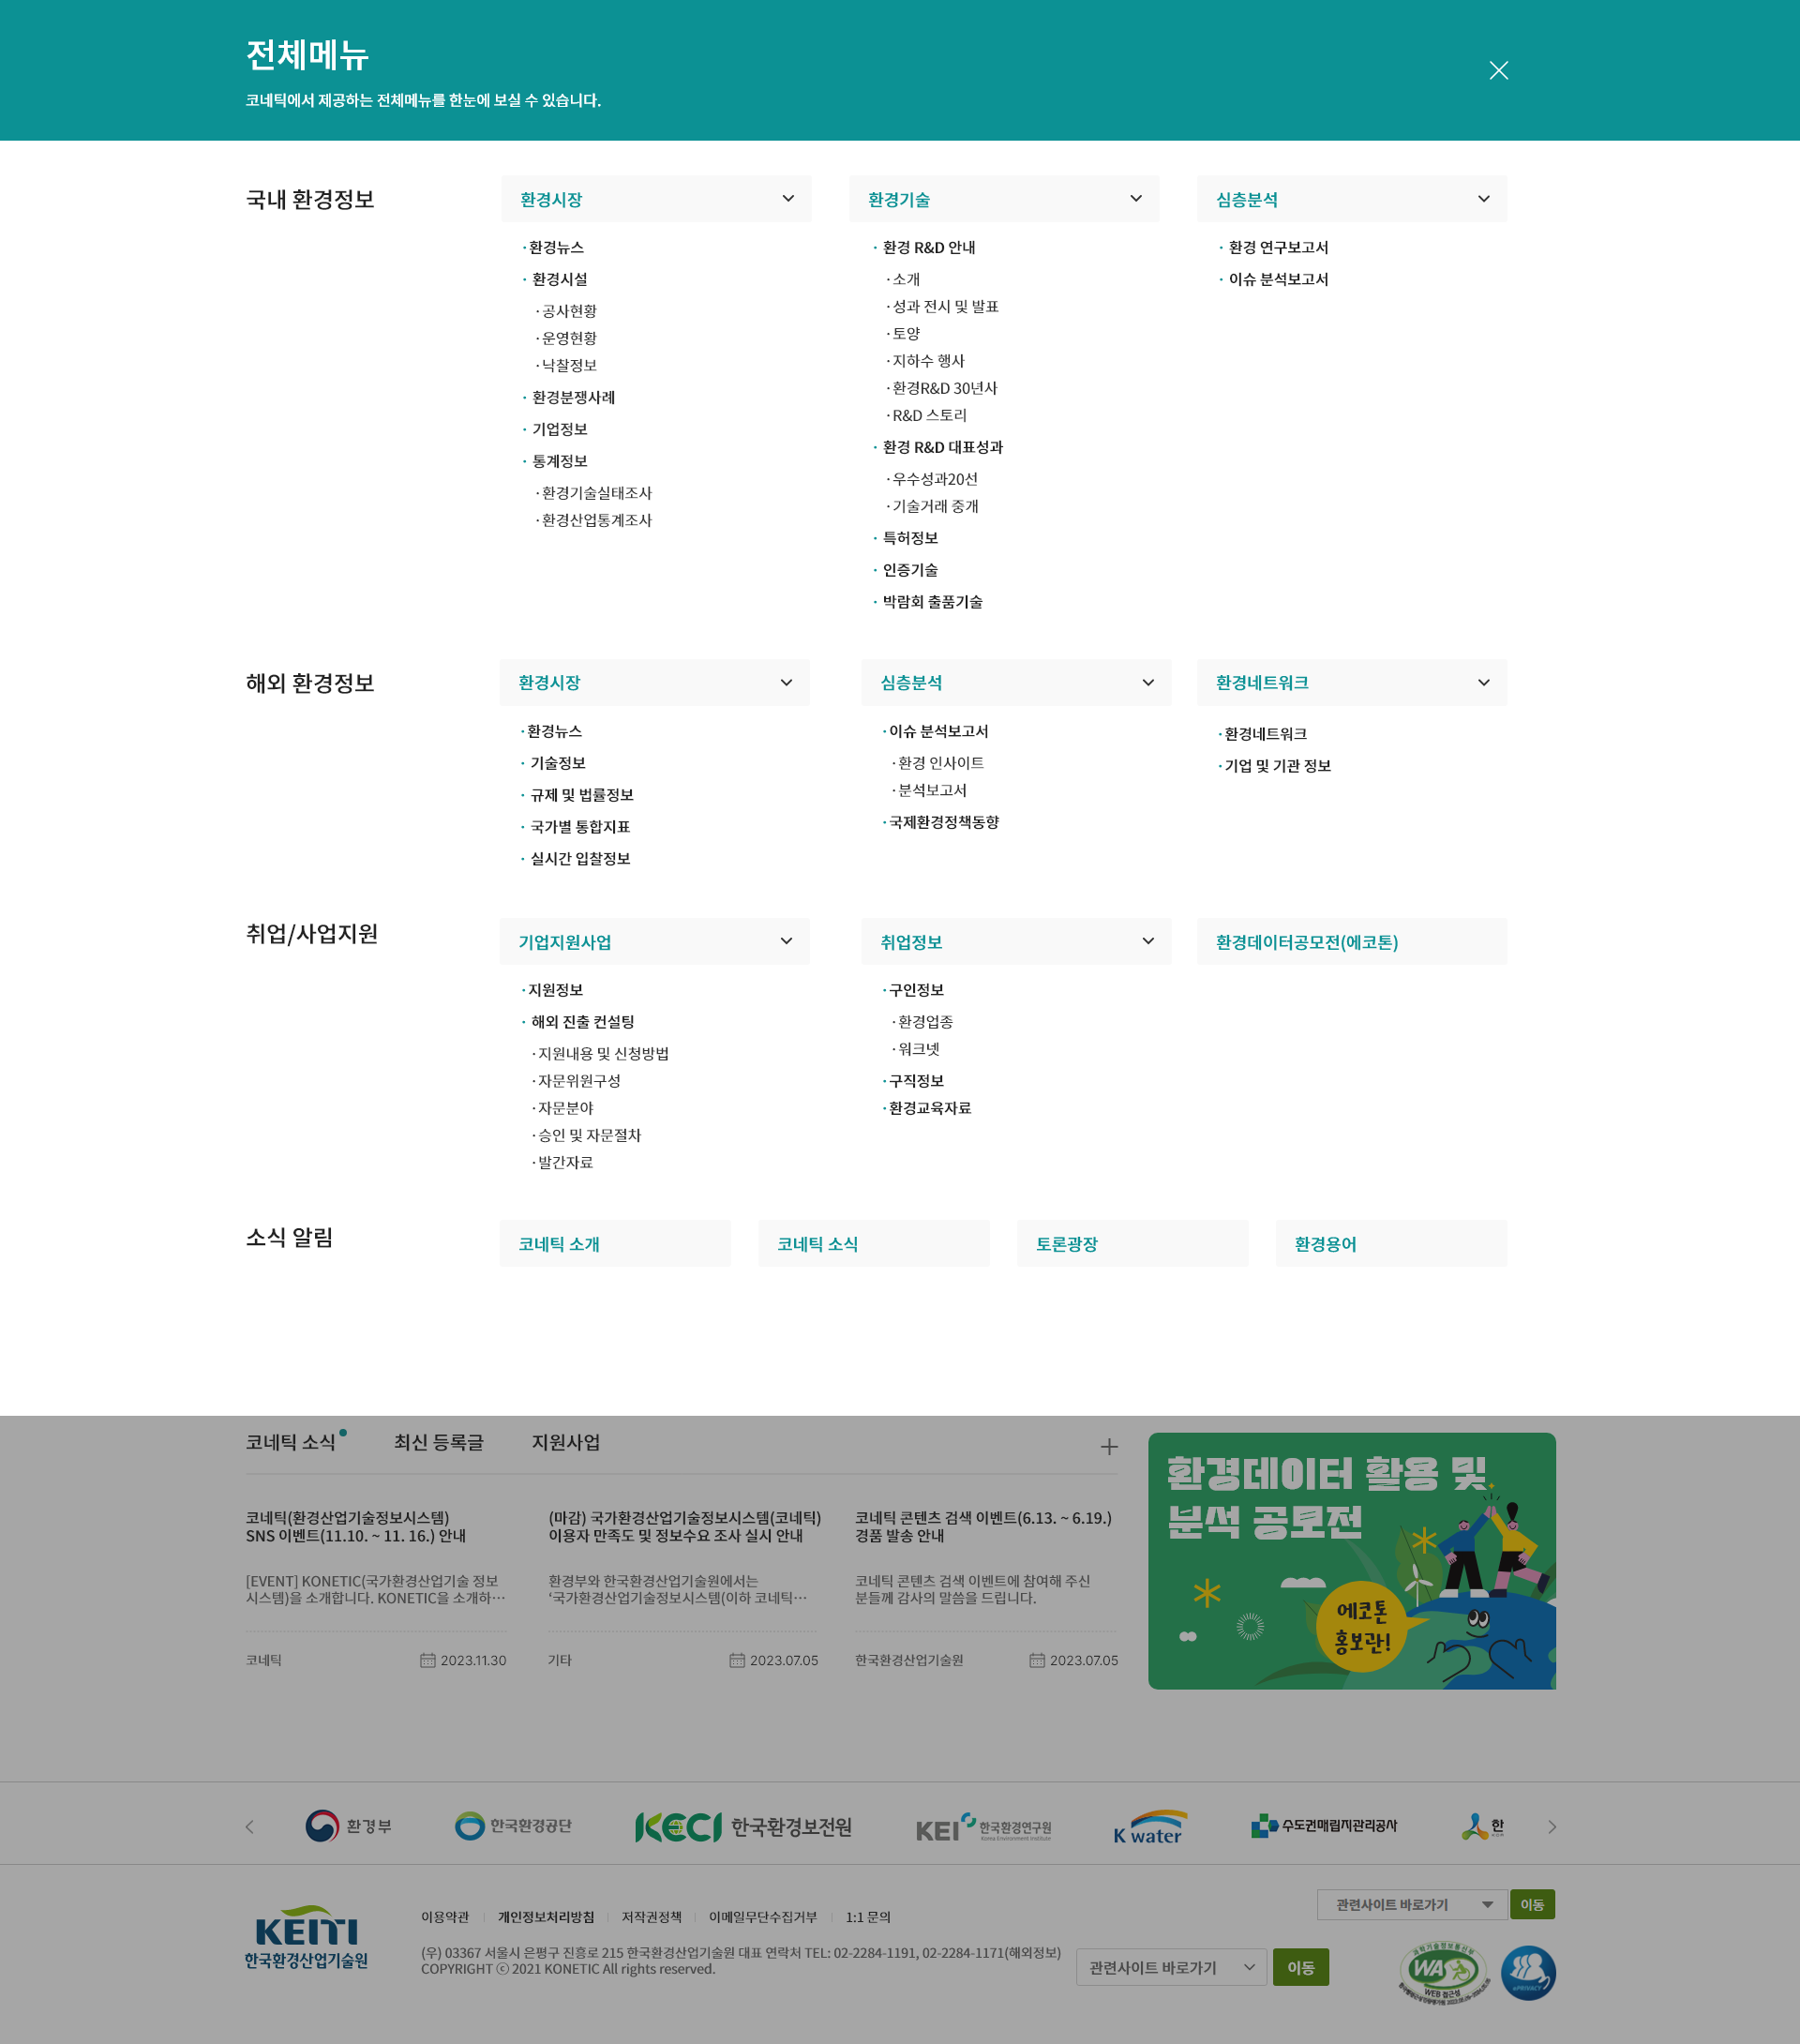 전체메뉴
코네틱에서 제공하는 전체메뉴를 한눈에 보실 수 있습니다.
국내 환경정보
환경시장
· 환경뉴스
· 환경시설
· 공사현황
· 운영현황
· 낙찰정보
· 환경분쟁사례
· 기업정보
· 통계정보
· 환경기술실태조사
· 환경산업통계조사
환경기술
· 환경 R&D 안내
· 소개
· 성과 전시 및 발표
· 토양
· 지하수 행사
· 환경R&D 30년사
· R&D 스토리
· 환경 R&D 대표성과
· 우수성과20선
· 기술거래 중개
· 특허정보
· 인증기술
· 박람회 출품기술
심층분석
· 환경 연구보고서
· 이슈 분석보고서
해외 환경정보
환경시장
· 환경뉴스
· 기술정보
· 규제 및 법률정보
· 국가별 통합지표
· 실시간 입찰정보
심층분석
· 이슈 분석보고서
· 환경 인사이트
· 분석보고서
· 국제환경정책동향
환경네트워크
· 환경네트워크
· 기업 및 기관 정보
취업/사업지원
기업지원사업
· 지원정보
· 해외 진출 컨설팅
· 지원내용 및 신청방법
· 자문위원구성
· 자문분야
· 승인 및 자문절차
· 발간자료
취업정보
· 구인정보
· 환경업종
· 워크넷
· 구직정보
· 환경교육자료
환경데이터공모전(에코톤)
소식 알림
코네틱 소개
코네틱 소식
토론광장
환경용어
코네틱 소식
최신 등록글
지원사업
코네틱(환경산업기술정보시스템)
SNS 이벤트(11.10. ~ 11. 16.) 안내
[EVENT] KONETIC(국가환경산업기술 정보
시스템)을 소개합니다. KONETIC을 소개하…
코네틱
2023.11.30
(마감) 국가환경산업기술정보시스템(코네틱)
이용자 만족도 및 정보수요 조사 실시 안내
환경부와 한국환경산업기술원에서는
‘국가환경산업기술정보시스템(이하 코네틱…
기타
2023.07.05
코네틱 콘텐츠 검색 이벤트(6.13. ~ 6.19.)
경품 발송 안내
코네틱 콘텐츠 검색 이벤트에 참여해 주신
분들께 감사의 말씀을 드립니다.
한국환경산업기술원
2023.07.05
환경데이터 활용 및
분석 공모전
에코톤
홍보관!
환경부
한국환경공단
KECI 한국환경보전원
KEI 한국환경연구원
Korea Environment Institute
K water
수도권매립지관리공사
한
관련사이트 바로가기
이동
KEITI
한국환경산업기술원
이용약관
개인정보처리방침
저작권정책
이메일무단수집거부
1:1 문의
(우) 03367 서울시 은평구 진흥로 215 한국환경산업기술원 대표 연락처 TEL: 02-2284-1191, 02-2284-1171(해외정보)
COPYRIGHT ⓒ 2021 KONETIC All rights reserved.
관련사이트 바로가기
이동
과학기술정보통신부
WA
WEB 접근성
ePRIVACY